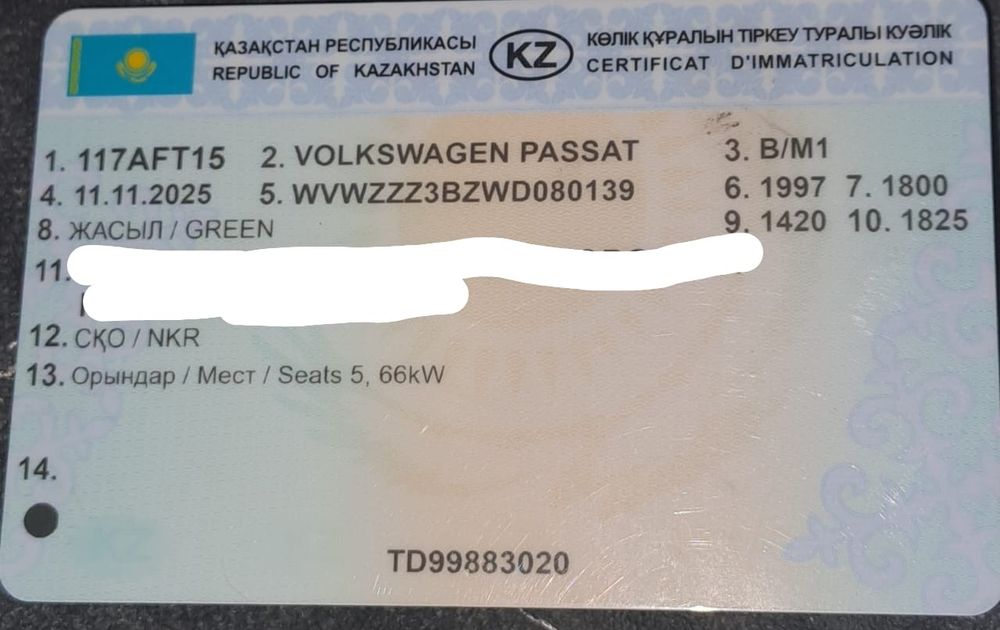 ҚАЗАҚСТАН РЕСПУБЛИКАСЫ
REPUBLIC OF KAZAKHSTAN
KZ
КӨЛІК ҚҰРАЛЫН ТІРКЕУ ТУРАЛЫ КУӘЛІК
CERTIFICAT D'IMMATRICULATION
1. 117AFT15 2. VOLKSWAGEN PASSAT 3. B/M1
4. 11.11.2025 5. WVWZZZ3BZWD080139 6. 1997 7. 1800
8. ЖАСЫЛ / GREEN 9. 1420 10. 1825
11.
12. СҚО / NKR
13. Орындар / Мест / Seats 5, 66kW
14.
KZ
TD99883020